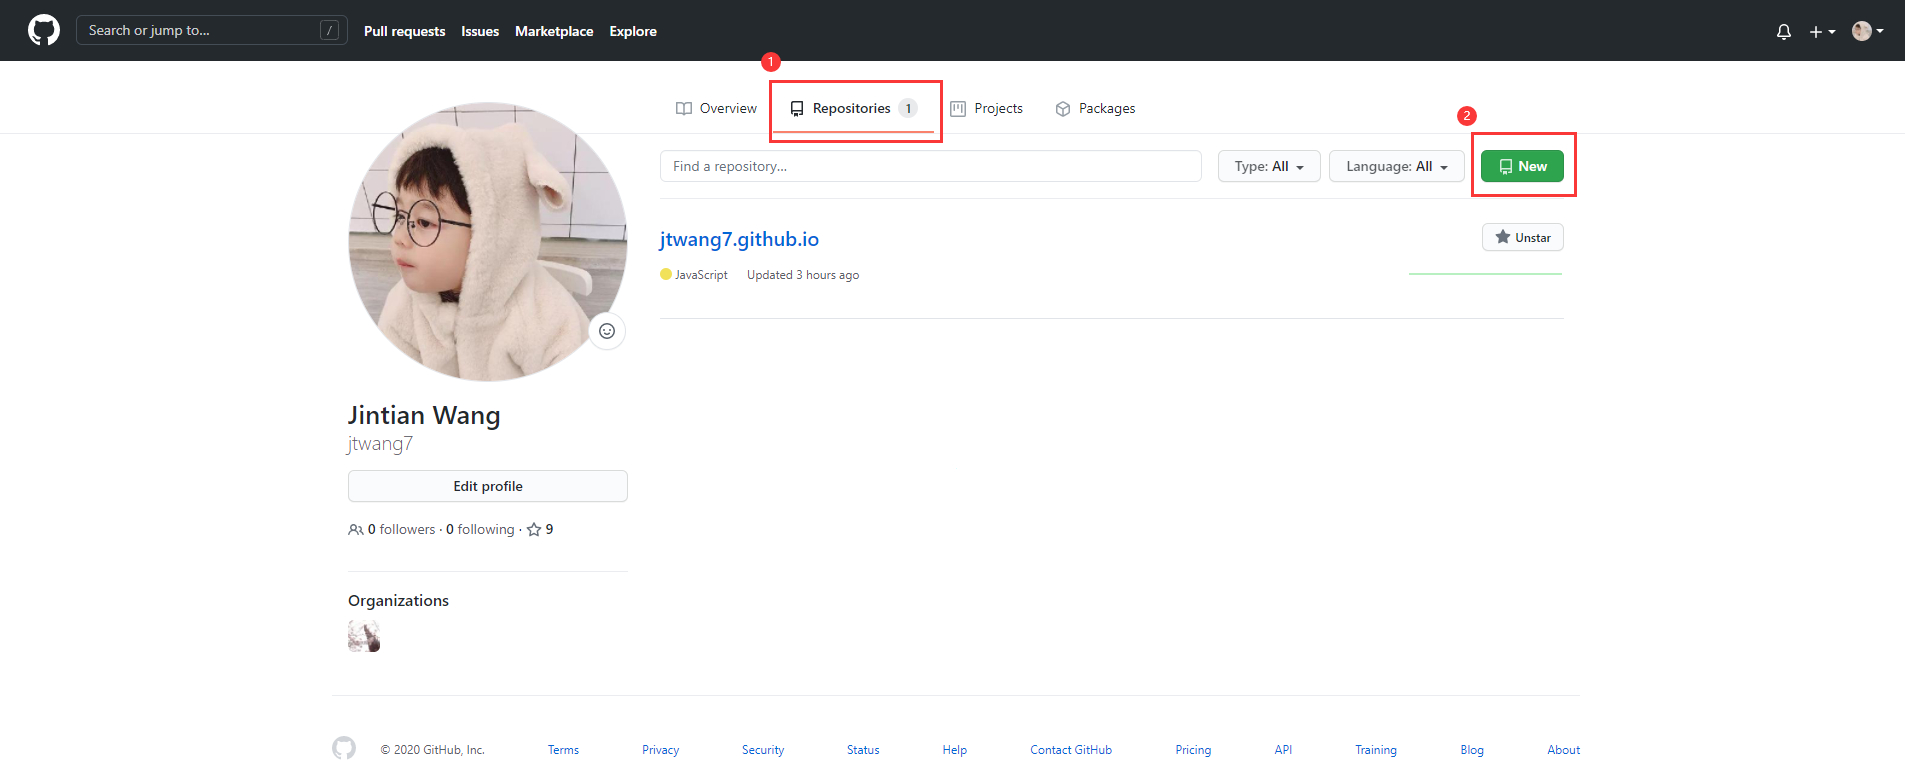 Search or jump to... / Pull requests Issues Marketplace Explore
1
Overview Repositories 1 Projects Packages
2
Find a repository... Type: All Language: All New
jtwang7.github.io Unstar
JavaScript Updated 3 hours ago
Jintian Wang
jtwang7
Edit profile
0 followers · 0 following · 9
Organizations
© 2020 GitHub, Inc. Terms Privacy Security Status Help Contact GitHub Pricing API Training Blog About